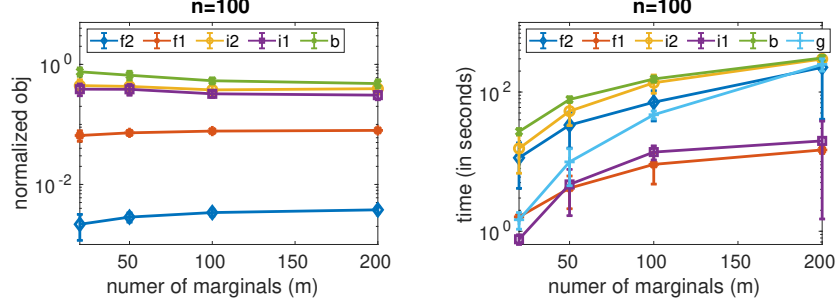 n=100
f2 f1 i2 i1 b
10^0
10^-2
normalized obj
50 100 150 200
numer of marginals (m)
n=100
f2 f1 i2 i1 b g
10^2
10^0
time (in seconds)
50 100 150 200
numer of marginals (m)